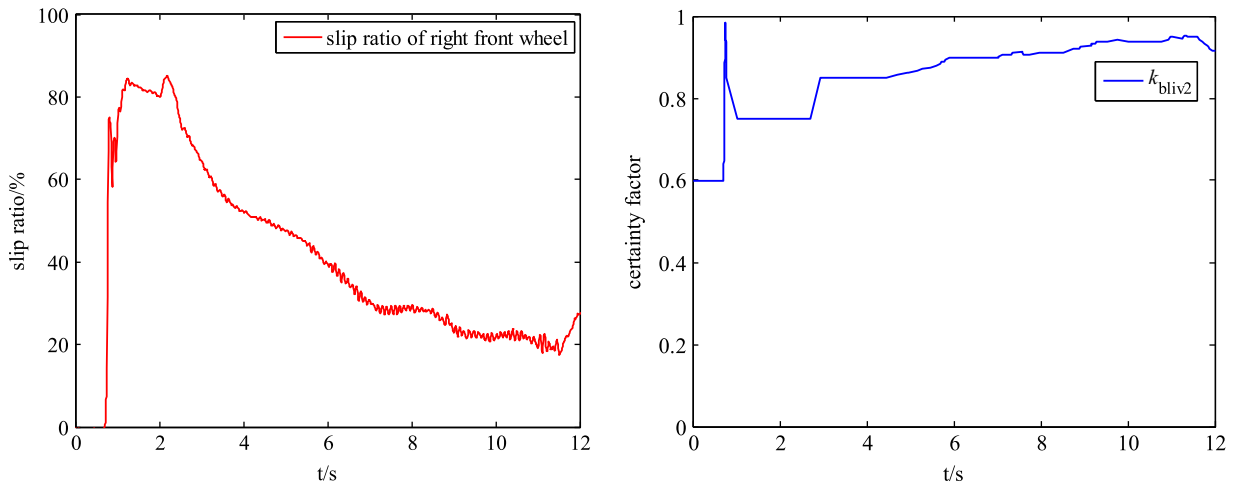 100
80
60
40
20
0
slip ratio/%
slip ratio of right front wheel
0 2 4 6 8 10 12
t/s
1
0.8
0.6
0.4
0.2
0
certainty factor
k_bliv2
0 2 4 6 8 10 12
t/s